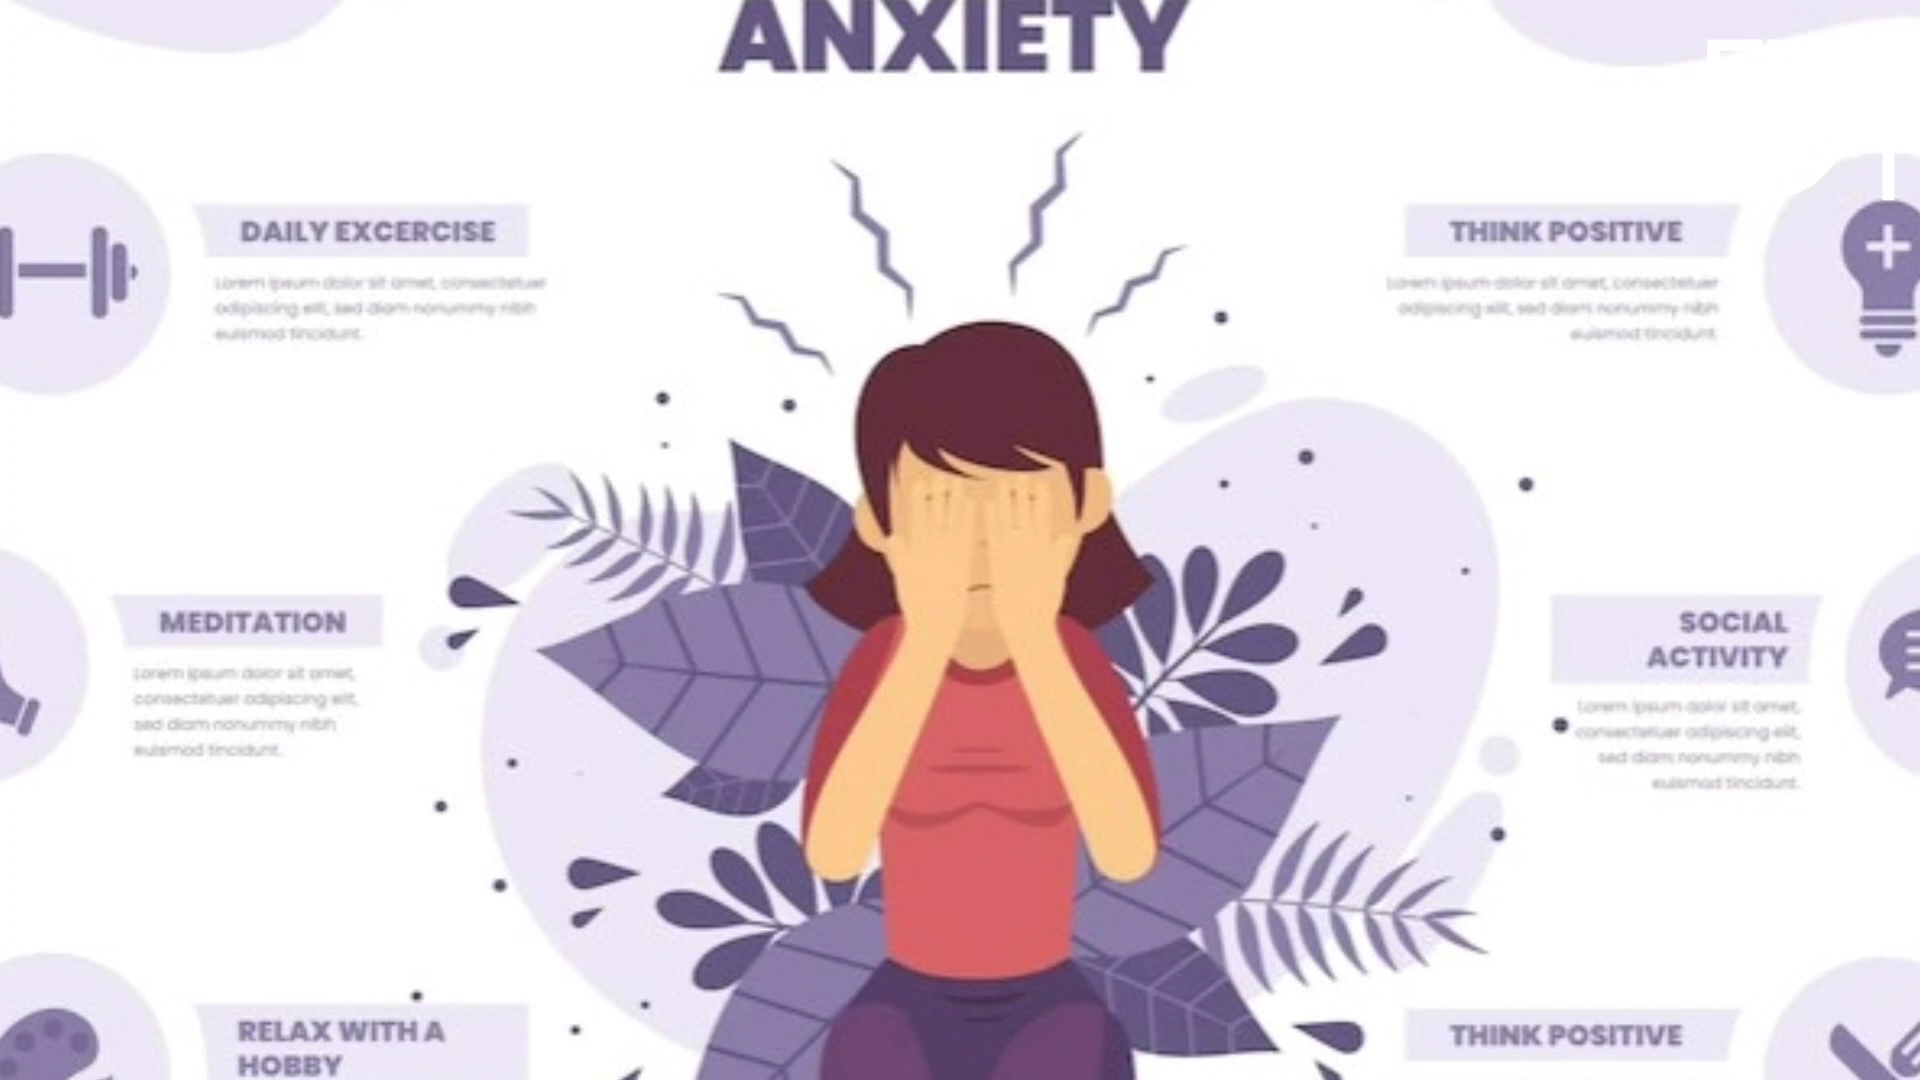 ANXIETY
DAILY EXCERCISE
Lorem ipsum dolor sit amet, consectetuer
adipiscing elit, sed diam nonummy nibh
euismod tincidunt.
THINK POSITIVE
Lorem ipsum dolor sit amet, consectetuer
adipiscing elit, sed diam nonummy nibh
euismod tincidunt.
MEDITATION
Lorem ipsum dolor sit amet,
consectetuer adipiscing elit,
sed diam nonummy nibh
euismod tincidunt.
SOCIAL
ACTIVITY
Lorem ipsum dolor sit amet,
consectetuer adipiscing elit,
sed diam nonummy nibh
euismod tincidunt.
RELAX WITH A
HOBBY
THINK POSITIVE